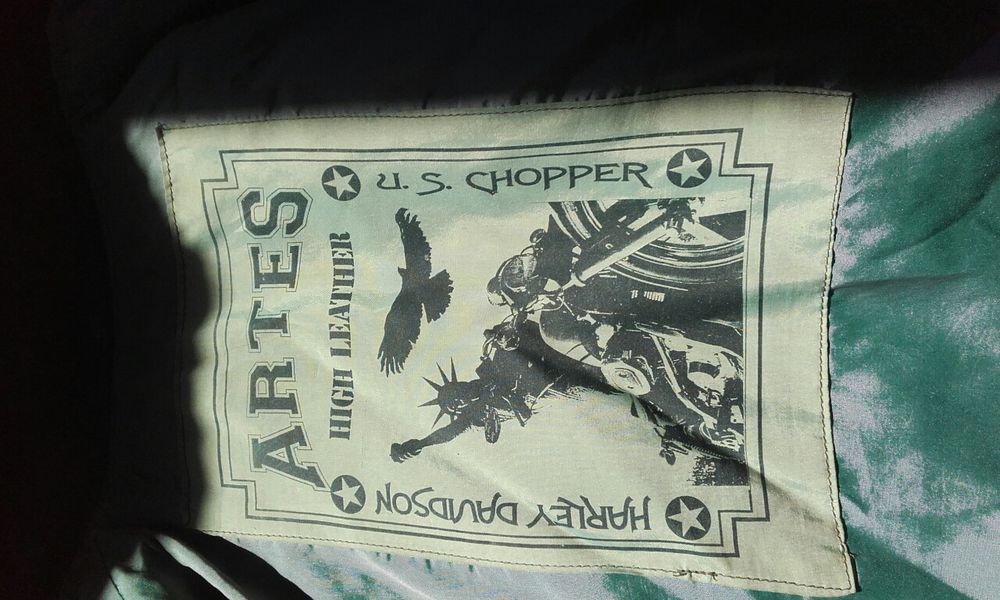 ARTES
HIGH LEATHER
U.S. CHOPPER
HARLEY DAVIDSON